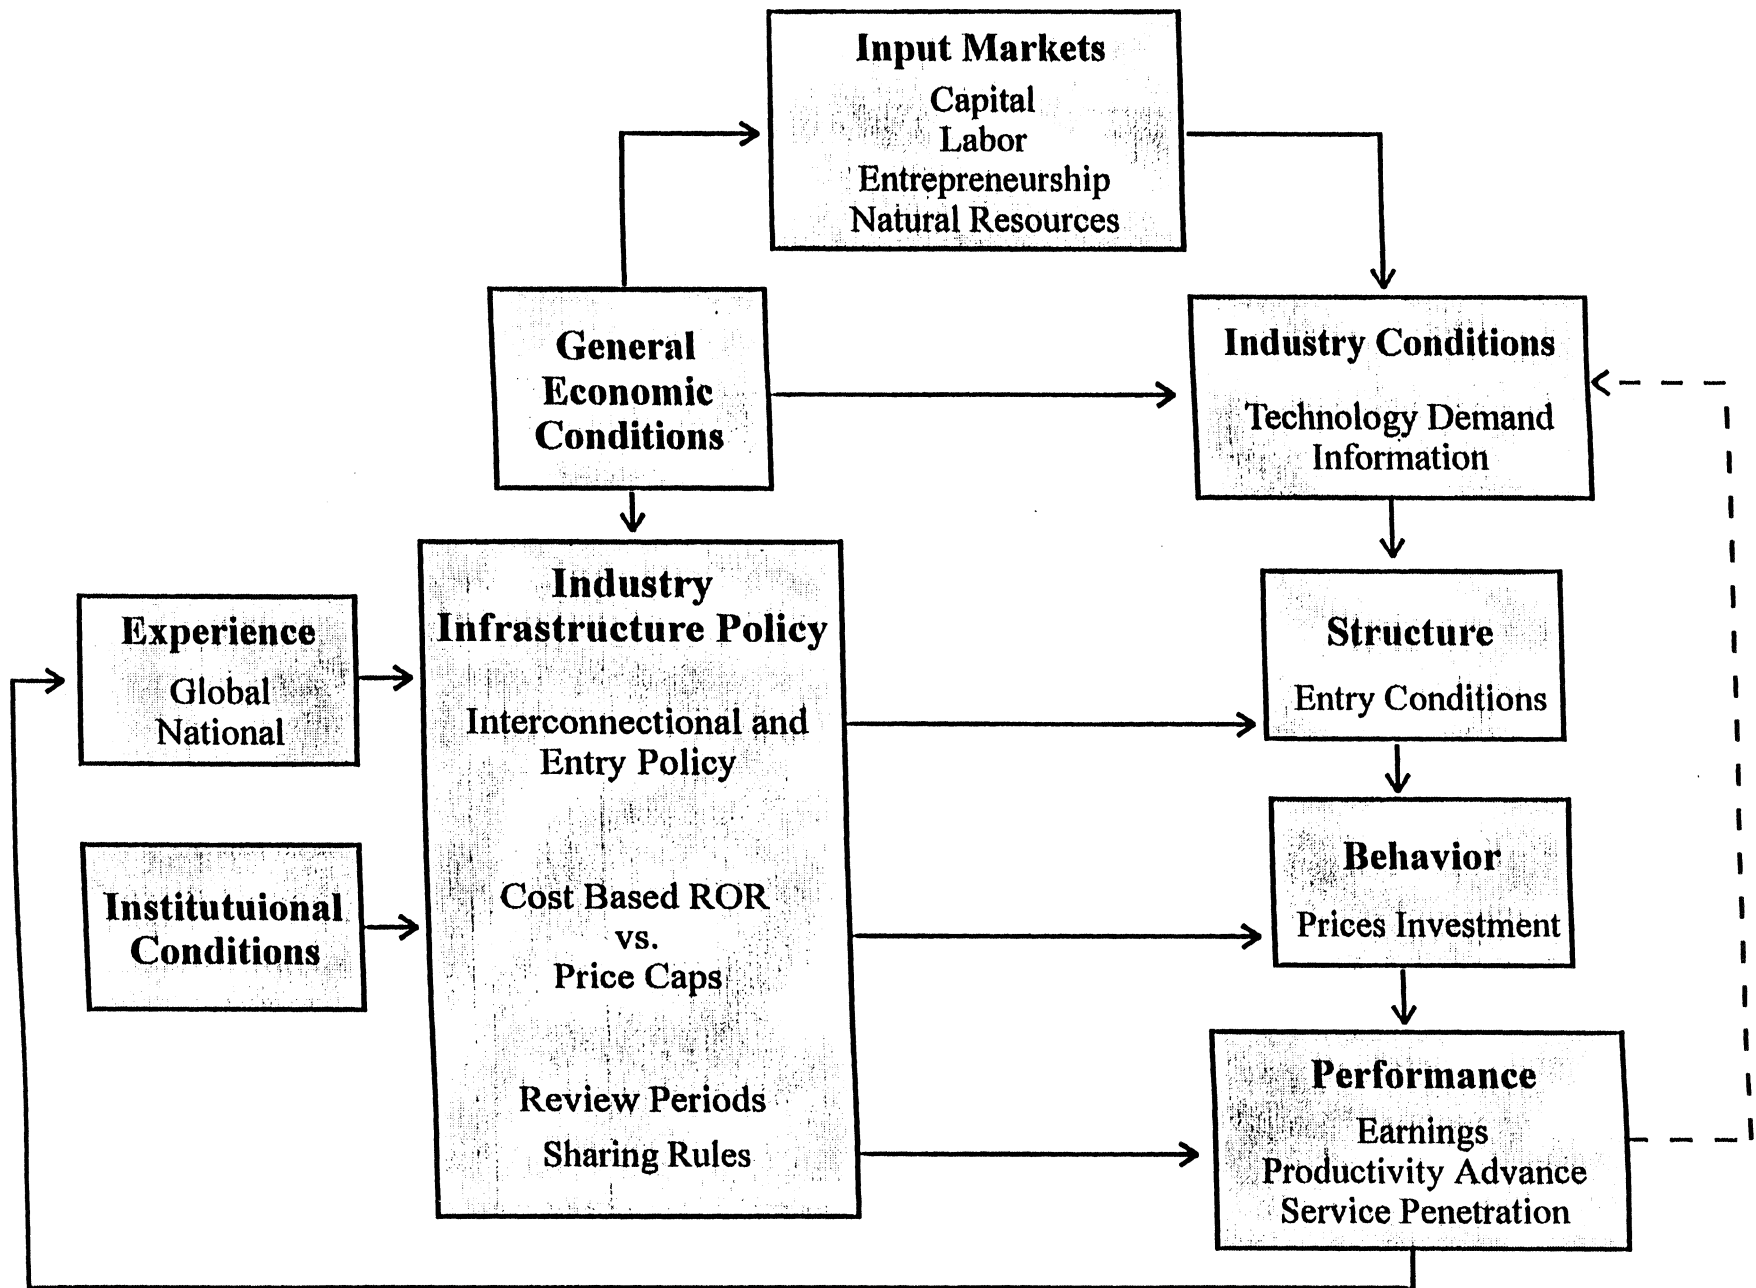 Input Markets
Capital
Labor
Entrepreneurship
Natural Resources
General
Economic
Conditions
Industry Conditions
Technology Demand
Information
Industry
Infrastructure Policy
Interconnectional and
Entry Policy
Cost Based ROR
vs.
Price Caps
Review Periods
Sharing Rules
Experience
Global
National
Institutuional
Conditions
Structure
Entry Conditions
Behavior
Prices Investment
Performance
Earnings
Productivity Advance
Service Penetration